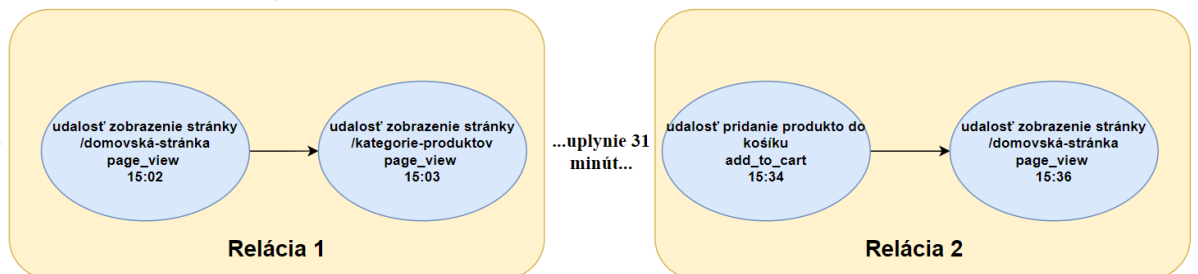 udalosť zobrazenie stránky
/domovská-stránka
page_view
15:02
udalosť zobrazenie stránky
/kategorie-produktov
page_view
15:03
...uplynie 31
minút...
udalosť pridanie produkto do
košíku
add_to_cart
15:34
udalosť zobrazenie stránky
/domovská-stránka
page_view
15:36
Relácia 1
Relácia 2